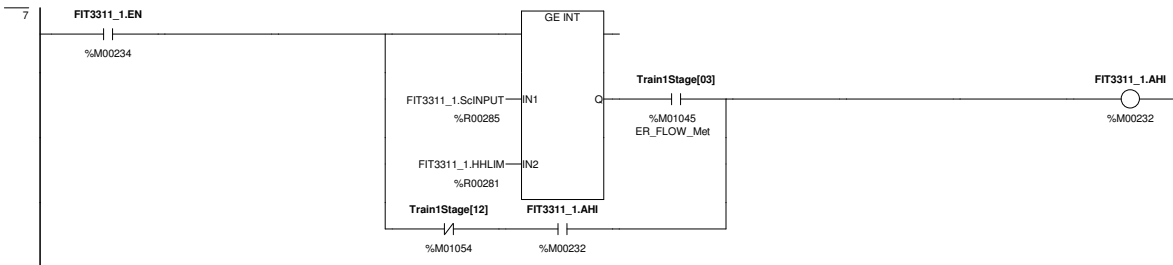 7
FIT3311_1.EN
%M00234
GE INT
FIT3311_1.ScINPUT
IN1
Q
%R00285
Train1Stage[03]
%M01045
ER_FLOW_Met
FIT3311_1.AHI
%M00232
FIT3311_1.HHLIM
IN2
%R00281
Train1Stage[12]
FIT3311_1.AHI
%M01054
%M00232